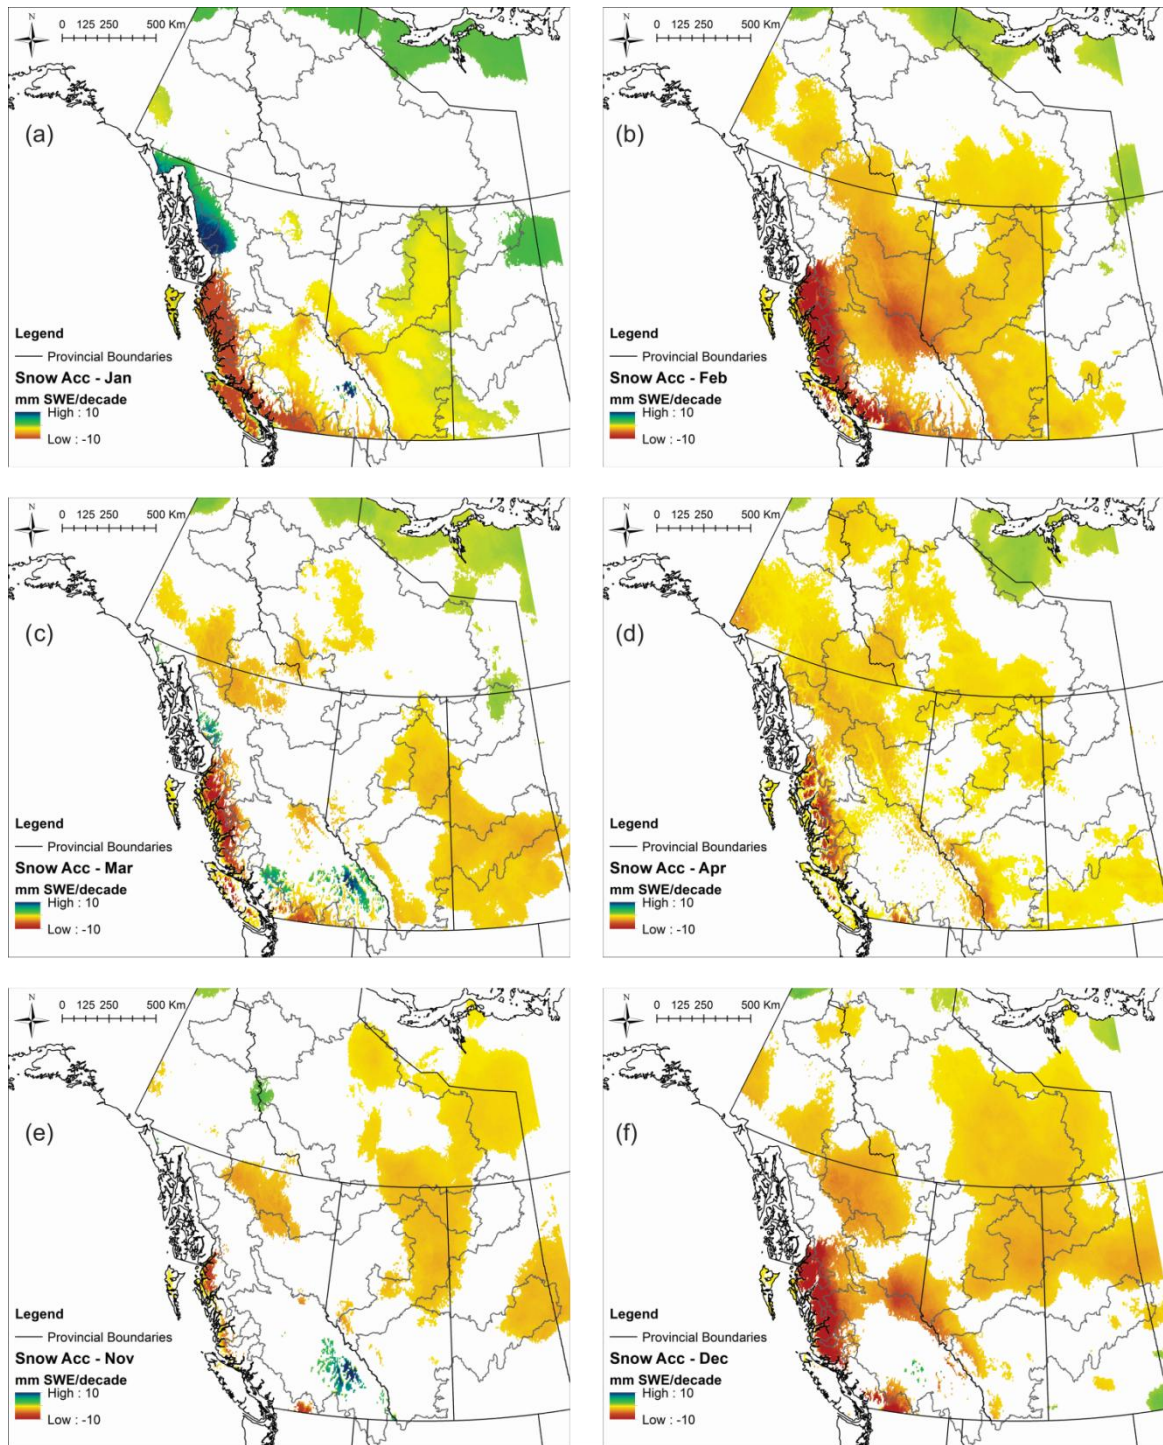 N
0 125 250 500 Km
(a)
Legend
Provincial Boundaries
Snow Acc - Jan
mm SWE/decade
High : 10
Low : -10
N
0 125 250 500 Km
(b)
Legend
Provincial Boundaries
Snow Acc - Feb
mm SWE/decade
High : 10
Low : -10
N
0 125 250 500 Km
(c)
Legend
Provincial Boundaries
Snow Acc - Mar
mm SWE/decade
High : 10
Low : -10
N
0 125 250 500 Km
(d)
Legend
Provincial Boundaries
Snow Acc - Apr
mm SWE/decade
High : 10
Low : -10
N
0 125 250 500 Km
(e)
Legend
Provincial Boundaries
Snow Acc - Nov
mm SWE/decade
High : 10
Low : -10
N
0 125 250 500 Km
(f)
Legend
Provincial Boundaries
Snow Acc - Dec
mm SWE/decade
High : 10
Low : -10